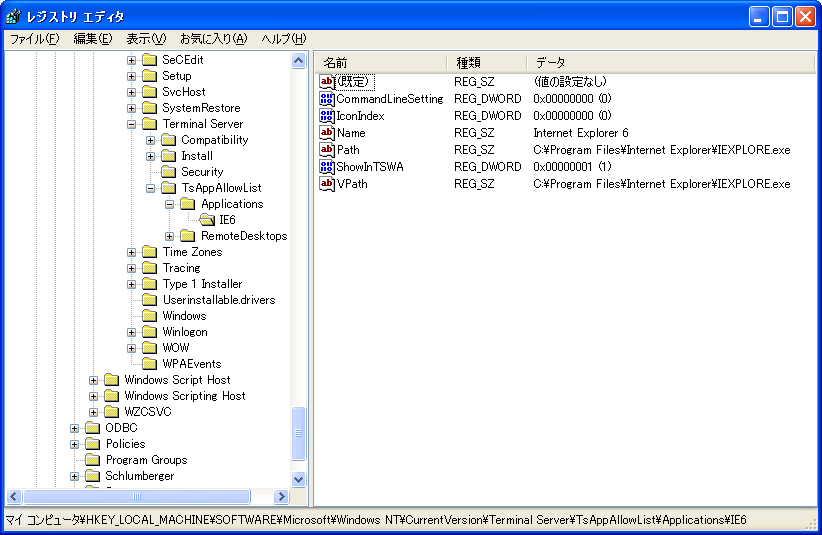 レジストリ エディタ
ファイル(F) 編集(E) 表示(V) お気に入り(A) ヘルプ(H)
SeCEdit
Setup
SvcHost
SystemRestore
Terminal Server
Compatibility
Install
Security
TsAppAllowList
Applications
IE6
RemoteDesktops
Time Zones
Tracing
Type 1 Installer
Userinstallable.drivers
Windows
Winlogon
WOW
WPAEvents
Windows Script Host
Windows Scripting Host
WZCSVC
ODBC
Policies
Program Groups
Schlumberger
名前 種類 データ
(既定) REG_SZ (値の設定なし)
CommandLineSetting REG_DWORD 0x00000000 (0)
IconIndex REG_DWORD 0x00000000 (0)
Name REG_SZ Internet Explorer 6
Path REG_SZ C:¥Program Files¥Internet Explorer¥IEXPLORE.exe
ShowInTSWA REG_DWORD 0x00000001 (1)
VPath REG_SZ C:¥Program Files¥Internet Explorer¥IEXPLORE.exe
マイ コンピュータ¥HKEY_LOCAL_MACHINE¥SOFTWARE¥Microsoft¥Windows NT¥CurrentVersion¥Terminal Server¥TsAppAllowList¥Applications¥IE6